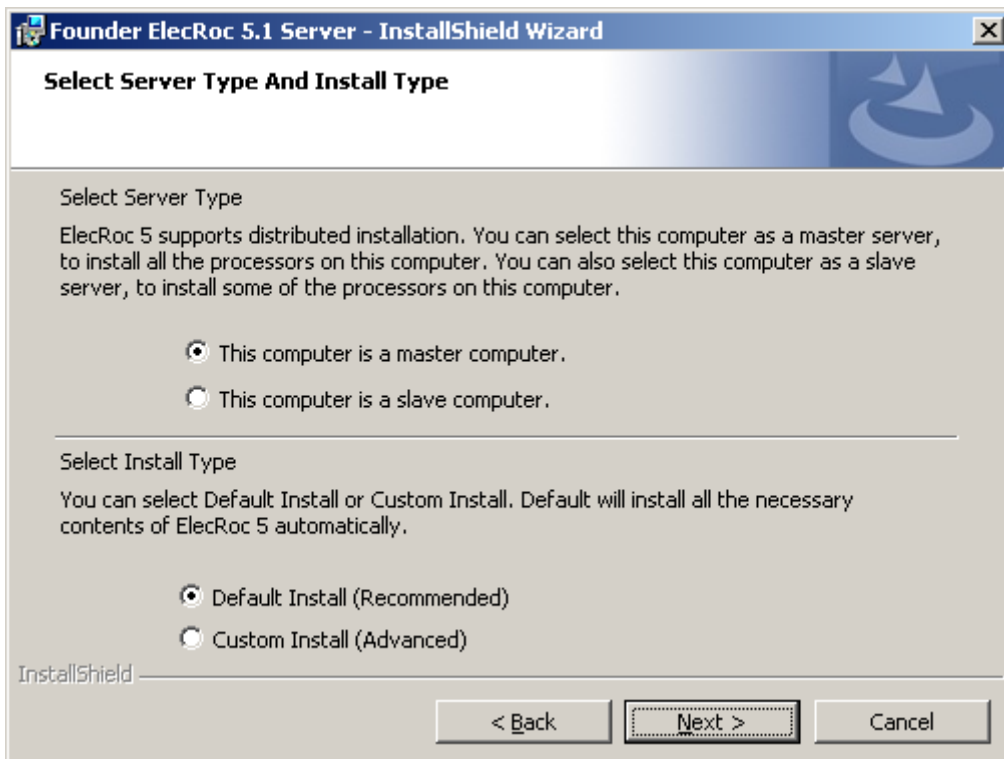 Founder ElecRoc 5.1 Server - InstallShield Wizard
Select Server Type And Install Type
Select Server Type
ElecRoc 5 supports distributed installation. You can select this computer as a master server,
to install all the processors on this computer. You can also select this computer as a slave
server, to install some of the processors on this computer.
This computer is a master computer.
This computer is a slave computer.
Select Install Type
You can select Default Install or Custom Install. Default will install all the necessary
contents of ElecRoc 5 automatically.
Default Install (Recommended)
Custom Install (Advanced)
InstallShield
< Back
Next >
Cancel